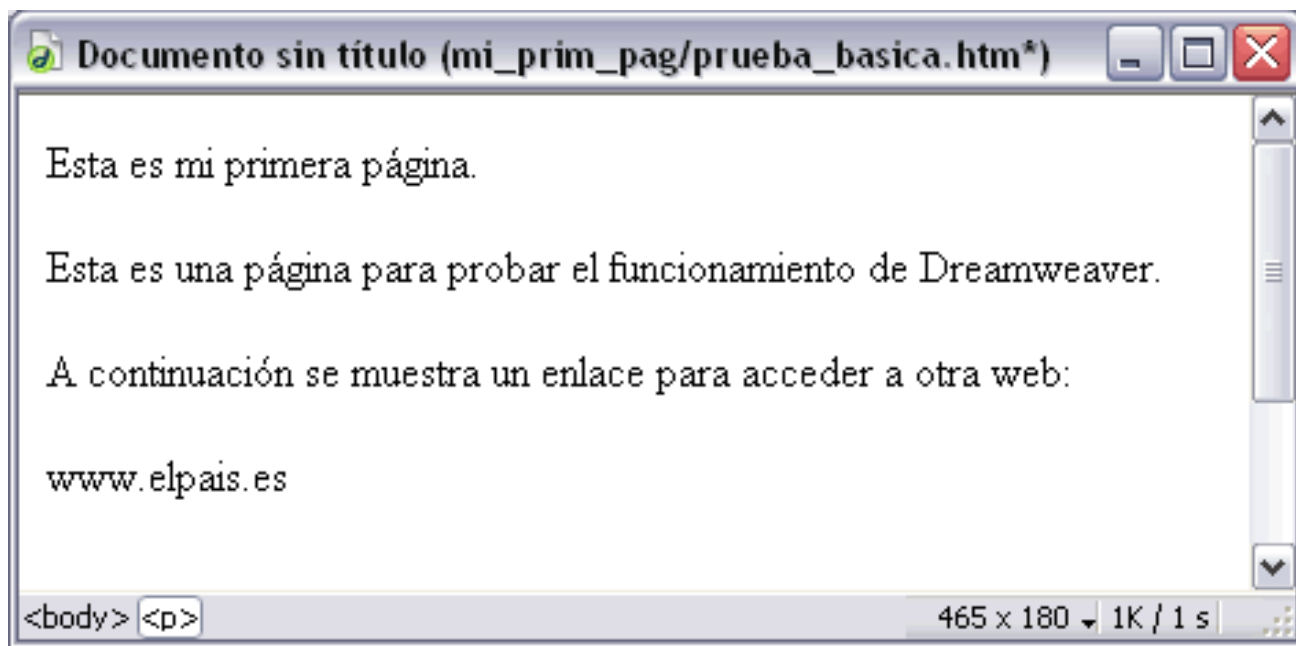 Documento sin título (mi_prim_pag/prueba_basica.htm*)
Esta es mi primera página.
Esta es una página para probar el funcionamiento de Dreamweaver.
A continuación se muestra un enlace para acceder a otra web:
www.elpais.es
<body> <p> 465 x 180 1K / 1 s